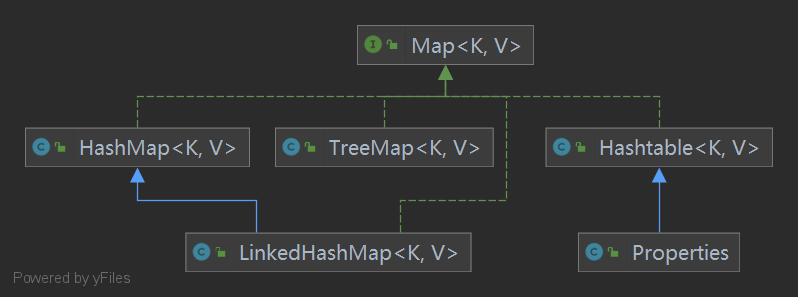 I Map<K, V>
C HashMap<K, V>
C TreeMap<K, V>
C Hashtable<K, V>
C LinkedHashMap<K, V>
C Properties
Powered by yFiles